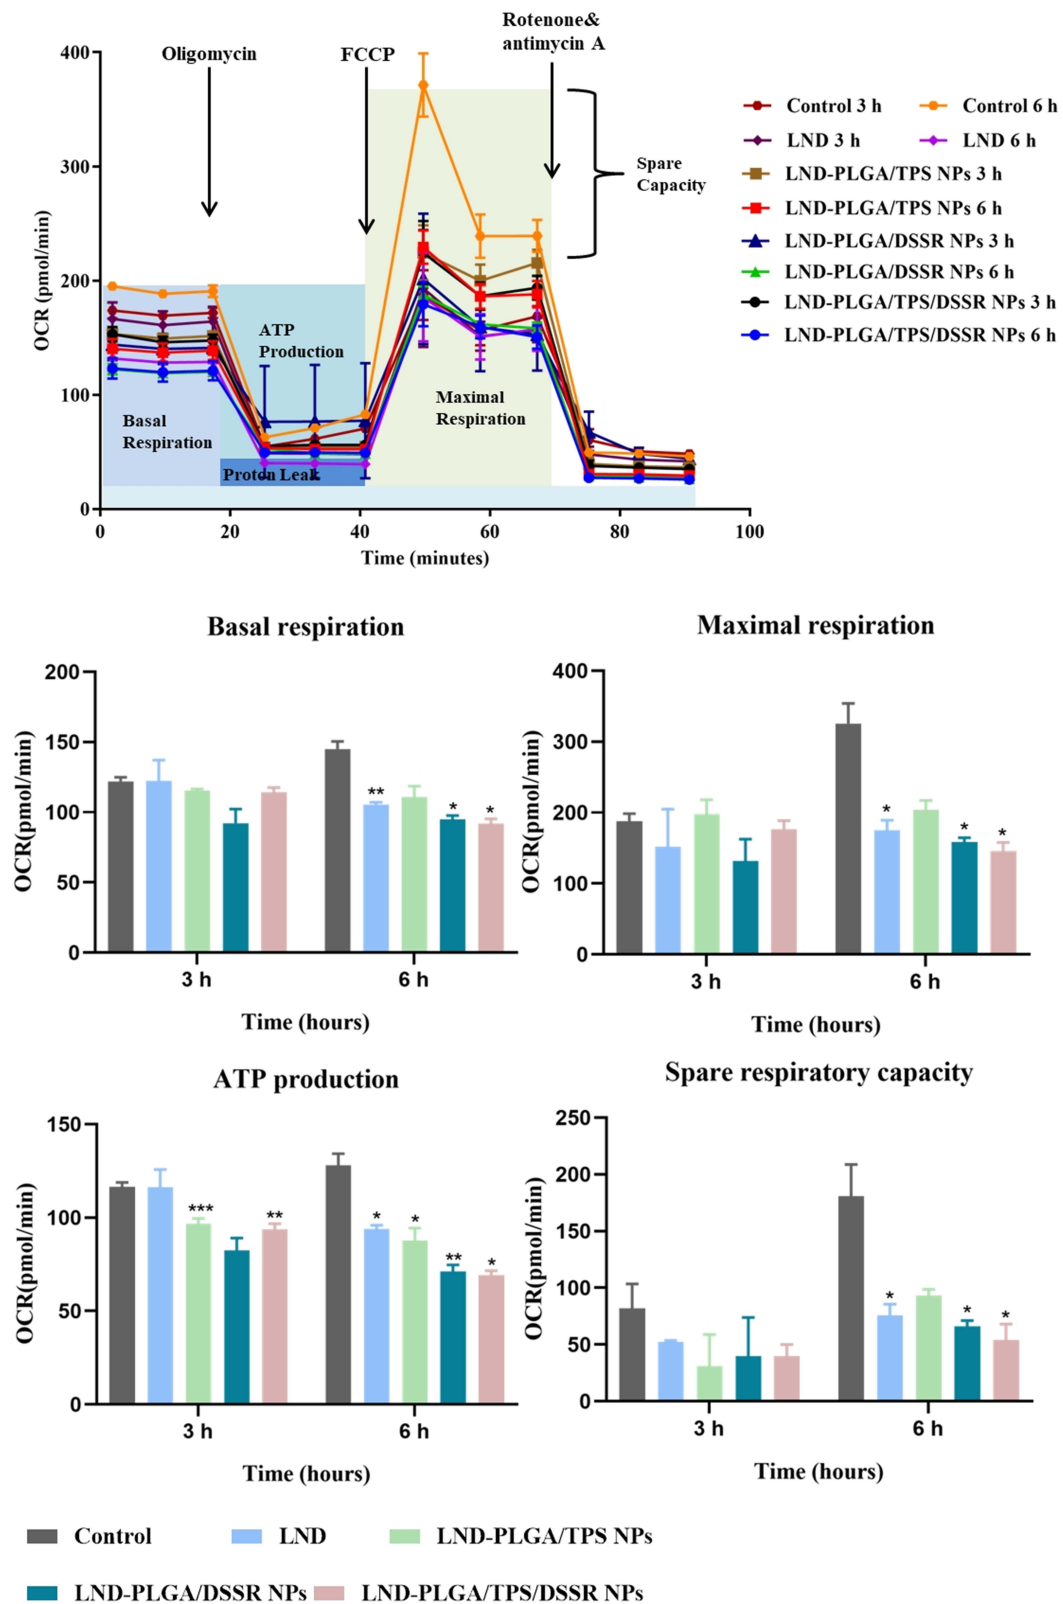 Rotenone&
antimycin A
Oligomycin
FCCP
400
300
200
100
0
OCR (pmol/min)
ATP
Production
Basal
Respiration
Proton Leak
Maximal
Respiration
Spare
Capacity
0 20 40 60 80 100
Time (minutes)
Control 3 h
Control 6 h
LND 3 h
LND 6 h
LND-PLGA/TPS NPs 3 h
LND-PLGA/TPS NPs 6 h
LND-PLGA/DSSR NPs 3 h
LND-PLGA/DSSR NPs 6 h
LND-PLGA/TPS/DSSR NPs 3 h
LND-PLGA/TPS/DSSR NPs 6 h
Basal respiration
200
150
100
50
0
OCR(pmol/min)
** * *
3 h 6 h
Time (hours)
Maximal respiration
400
300
200
100
0
OCR(pmol/min)
* * *
3 h 6 h
Time (hours)
ATP production
150
100
50
0
OCR(pmol/min)
*** ** * * ** *
3 h 6 h
Time (hours)
Spare respiratory capacity
250
200
150
100
50
0
OCR(pmol/min)
* * *
3 h 6 h
Time (hours)
Control LND LND-PLGA/TPS NPs
LND-PLGA/DSSR NPs LND-PLGA/TPS/DSSR NPs